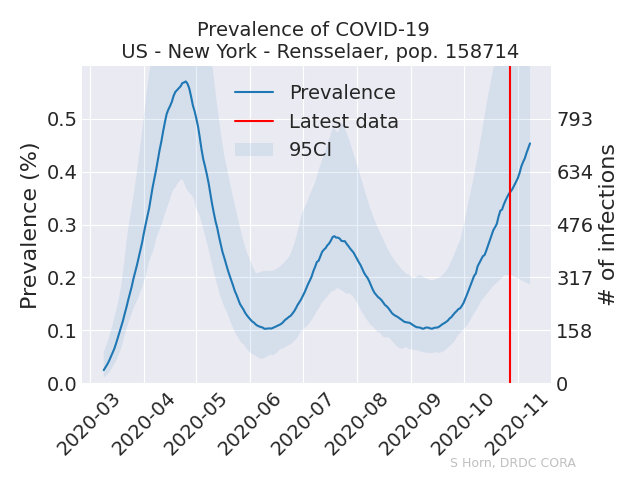 Prevalence of COVID-19
US - New York - Rensselaer, pop. 158714
Prevalence
Latest data
95CI
Prevalence (%)
0.5
0.4
0.3
0.2
0.1
0.0
793
634
476
317
158
0
# of infections
2020-03
2020-04
2020-05
2020-06
2020-07
2020-08
2020-09
2020-10
2020-11
S Horn, DRDC CORA